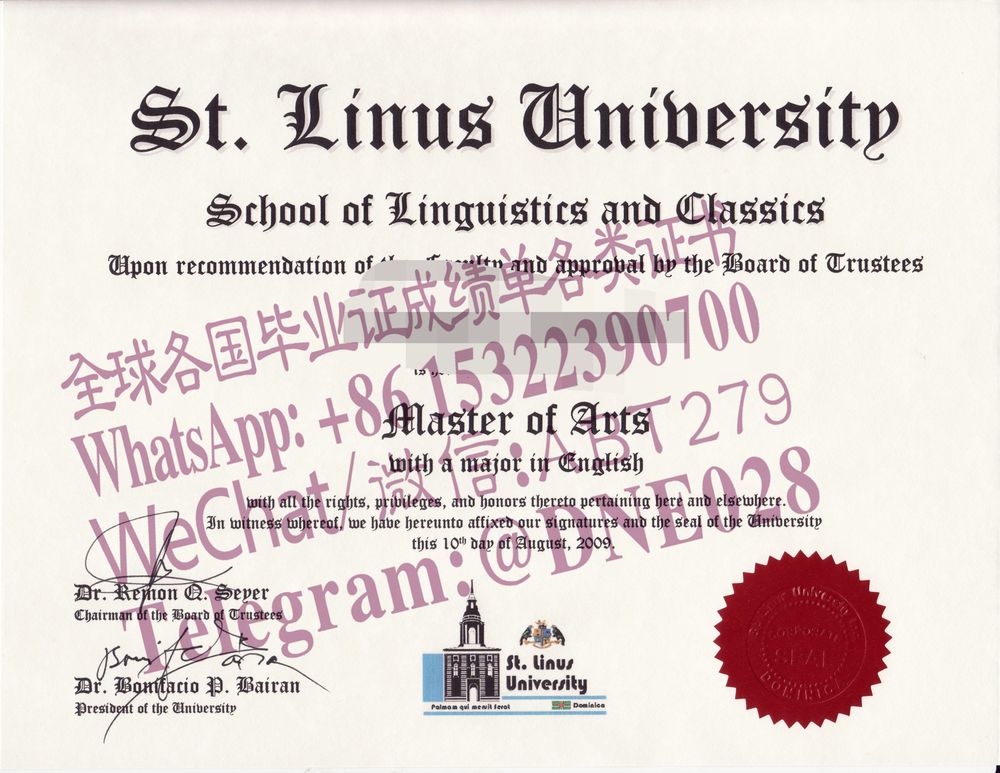 St. Linus University
School of Linguistics and Classics
Upon recommendation of the Faculty and approval by the Board of Trustees
全球各国毕业证成绩单各类证书
WhatsApp: +86 15322390700
Master of Arts
WeChat/微信:ABT279
with a major in English
with all the rights, privileges, and honors thereto pertaining here and elsewhere.
In witness whereof, we have hereunto affixed our signatures and the seal of the University
this 10th day of August, 2009.
Telegram:@DNE028
Dr. Remon Q. Seyer
Chairman of the Board of Trustees
Dr. Bonifacio P. Bairan
President of the University
St. Linus
University
Palmam qui meruit ferat
Dominica
CORPORATE
SEAL
DOMINICA